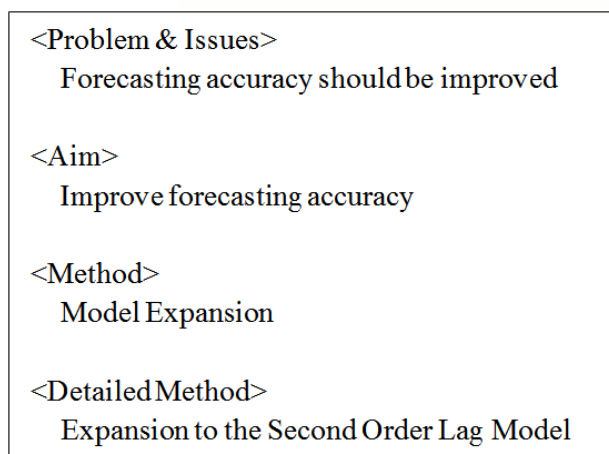 <Problem & Issues>
Forecasting accuracy should be improved
<Aim>
Improve forecasting accuracy
<Method>
Model Expansion
<Detailed Method>
Expansion to the Second Order Lag Model